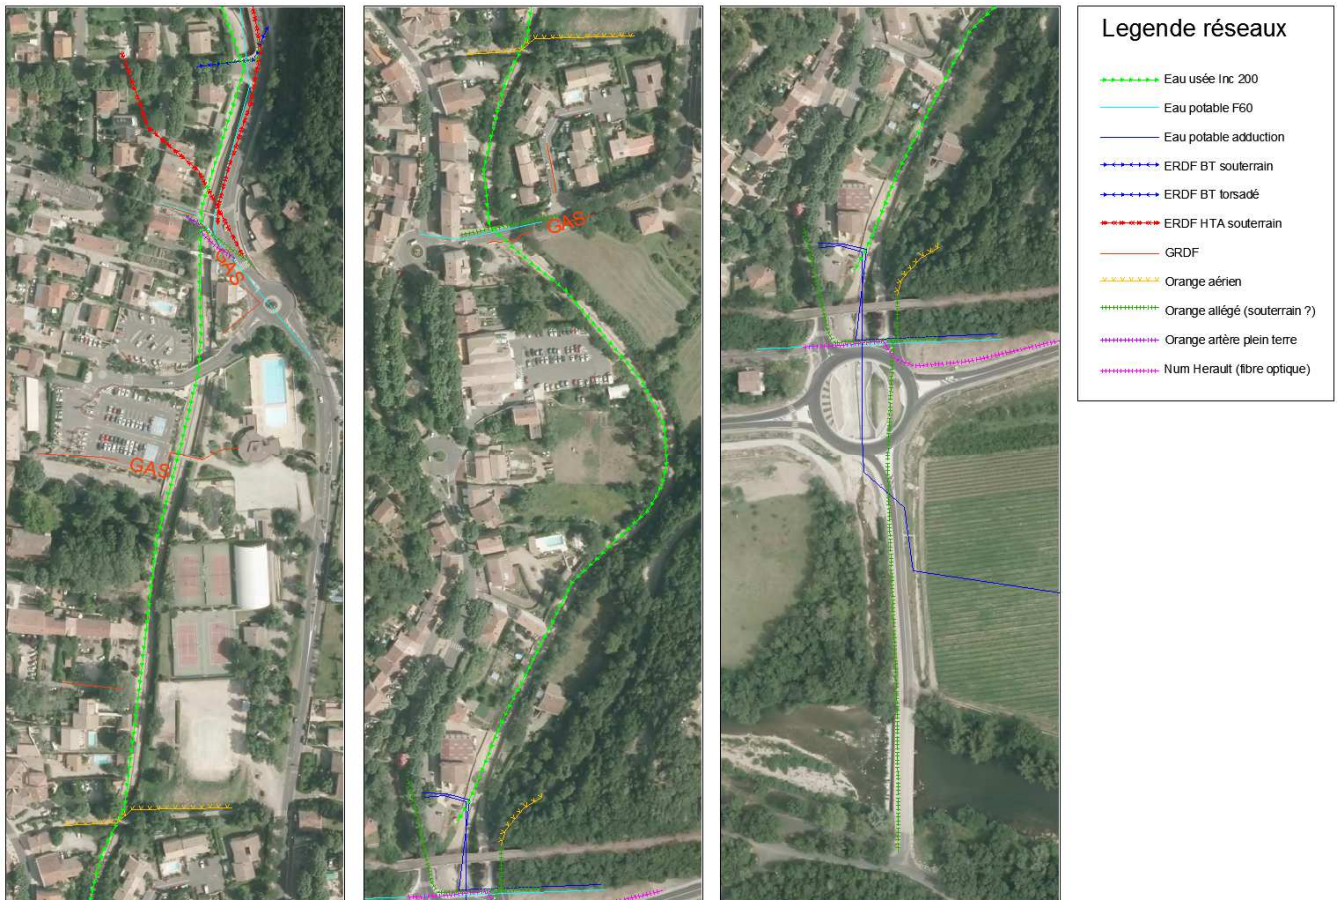 Legende réseaux
Eau usée Inc 200
Eau potable F60
Eau potable adduction
ERDF BT souterrain
ERDF BT torsadé
ERDF HTA souterrain
GRDF
Orange aérien
Orange allégé (souterrain ?)
Orange artère plein terre
Num Herault (fibre optique)
GAS
GAS
GAS